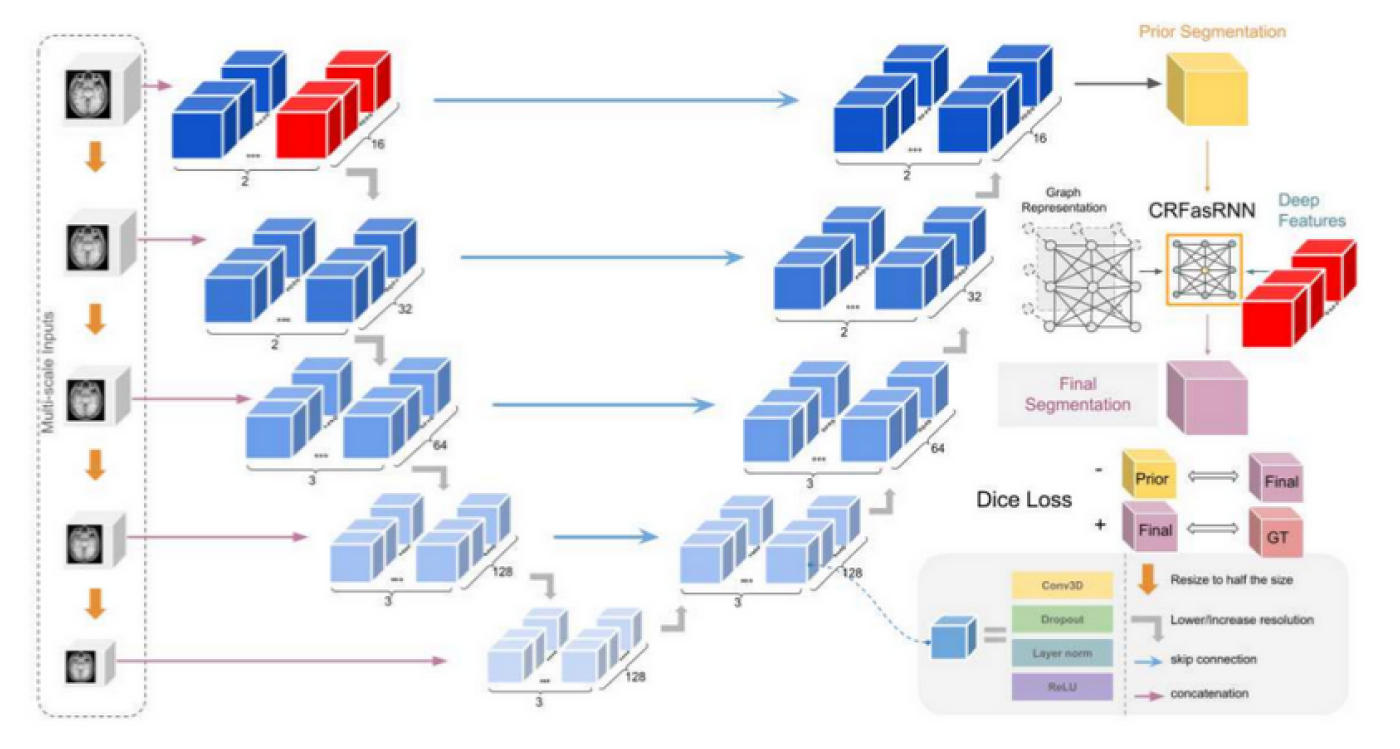 Multi-scale Inputs
...
2
16
...
2
32
...
3
64
...
3
128
...
3
128
...
2
16
...
2
32
...
3
64
...
3
128
Prior Segmentation
Graph
Representation
CRFasRNN
Deep
Features
Final
Segmentation
Dice Loss
-
Prior
Final
+
Final
GT
=
Conv3D
Dropout
Layer norm
ReLU
Resize to half the size
Lower/Increase resolution
skip connection
concatenation